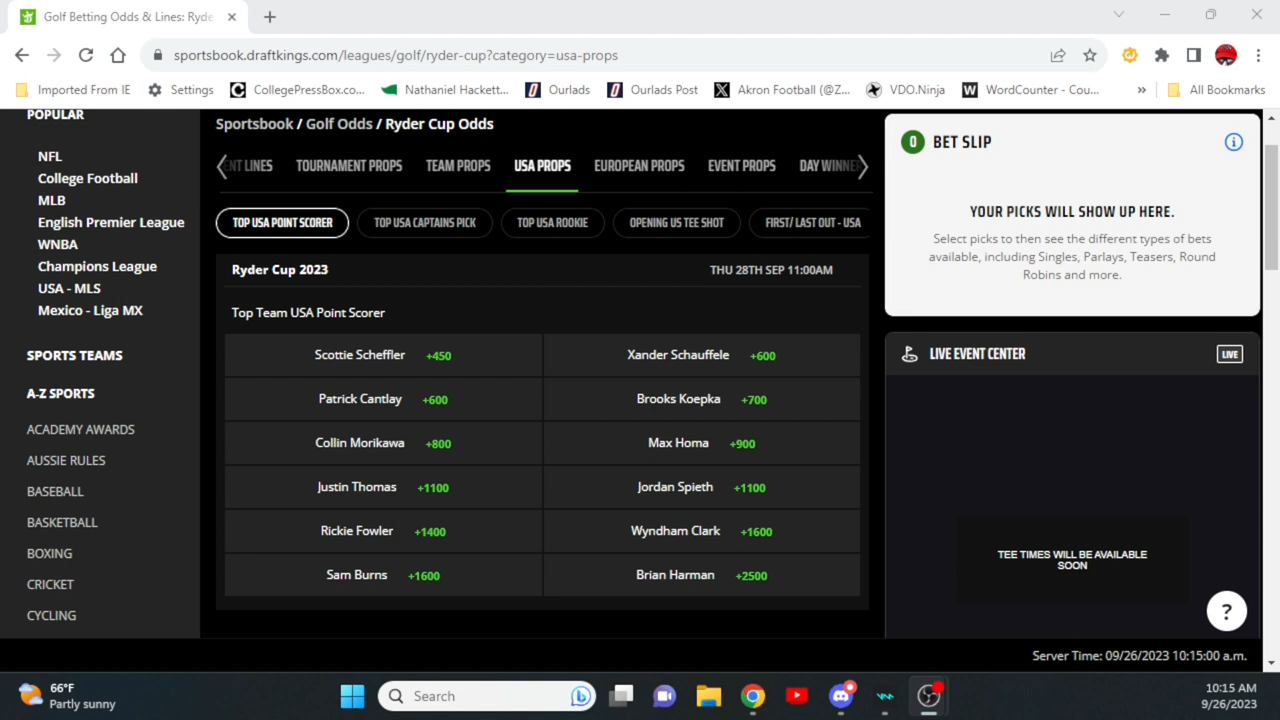 Golf Betting Odds & Lines: Ryde
sportsbook.draftkings.com/leagues/golf/ryder-cup?category=usa-props
Imported From IE
Settings
CollegePressBox.co...
Nathaniel Hackett...
Ourlads
Ourlads Post
Akron Football (@Z...
VDO.Ninja
WordCounter - Cou...
»
All Bookmarks
POPULAR
NFL
College Football
MLB
English Premier League
WNBA
Champions League
USA - MLS
Mexico - Liga MX
SPORTS TEAMS
A-Z SPORTS
ACADEMY AWARDS
AUSSIE RULES
BASEBALL
BASKETBALL
BOXING
CRICKET
CYCLING
Sportsbook / Golf Odds / Ryder Cup Odds
ENT LINES TOURNAMENT PROPS TEAM PROPS USA PROPS EUROPEAN PROPS EVENT PROPS DAY WINNE
TOP USA POINT SCORER TOP USA CAPTAINS PICK TOP USA ROOKIE OPENING US TEE SHOT FIRST/ LAST OUT - USA
Ryder Cup 2023 THU 28TH SEP 11:00AM
Top Team USA Point Scorer
Scottie Scheffler +450 Xander Schauffele +600
Patrick Cantlay +600 Brooks Koepka +700
Collin Morikawa +800 Max Homa +900
Justin Thomas +1100 Jordan Spieth +1100
Rickie Fowler +1400 Wyndham Clark +1600
Sam Burns +1600 Brian Harman +2500
0 BET SLIP
YOUR PICKS WILL SHOW UP HERE.
Select picks to then see the different types of bets
available, including Singles, Parlays, Teasers, Round
Robins and more.
LIVE EVENT CENTER LIVE
TEE TIMES WILL BE AVAILABLE
SOON
?
Server Time: 09/26/2023 10:15:00 a.m.
66°F
Partly sunny
Search
10:15 AM
9/26/2023